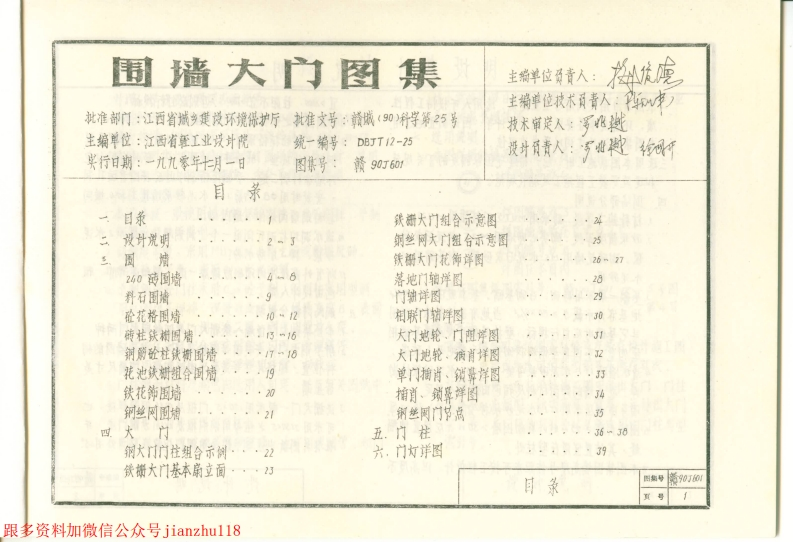 围墙大门图集
批准部门:江西省城乡建设环境保护厅 批准文号:赣城(90)科学第25号
主编单位:江西省轻工业设计院 统一编号:DBJT12-25
实行日期:一九九零年十二月一日 图集号:赣90J601
主编单位负责人:
主编单位技术负责人:
技术审定人:
设计负责人:
目录
一 目录 ······ 1
二 设计说明 ······ 2-3
三 围墙
240砖围墙 ····· 4-8
料石围墙 ····· 9
砼花格围墙 ····· 10-12
砖柱铁栅围墙 ····· 13-16
钢筋砼柱铁栅围墙 ···· 17-18
花池铁栅组合围墙 ···· 19
铁花饰围墙 ····· 20
钢丝网围墙 ····· 21
四 大门
钢大门门柱组合示例 ··· 22
铁栅大门基本扇立面 ··· 23
铁栅大门组合示意图 ···· 24
钢丝网大门组合示意图 ···· 25
铁栅大门花饰详图 ···· 26-27
落地门轴详图 ···· 28
门轴详图 ···· 29
相联门轴详图 ···· 30
大门地轮、门阻详图 ···· 31
大门地轮、插肖详图 ···· 32
单门插肖、锁鼻详图 ···· 33
插肖、锁鼻详图 ···· 34
钢丝网门节点 ···· 35
五. 门柱 ···· 36-38
六. 门灯详图 ···· 39
目录
图集号 赣90J601
页号 1
跟多资料加微信公众号jianzhu118